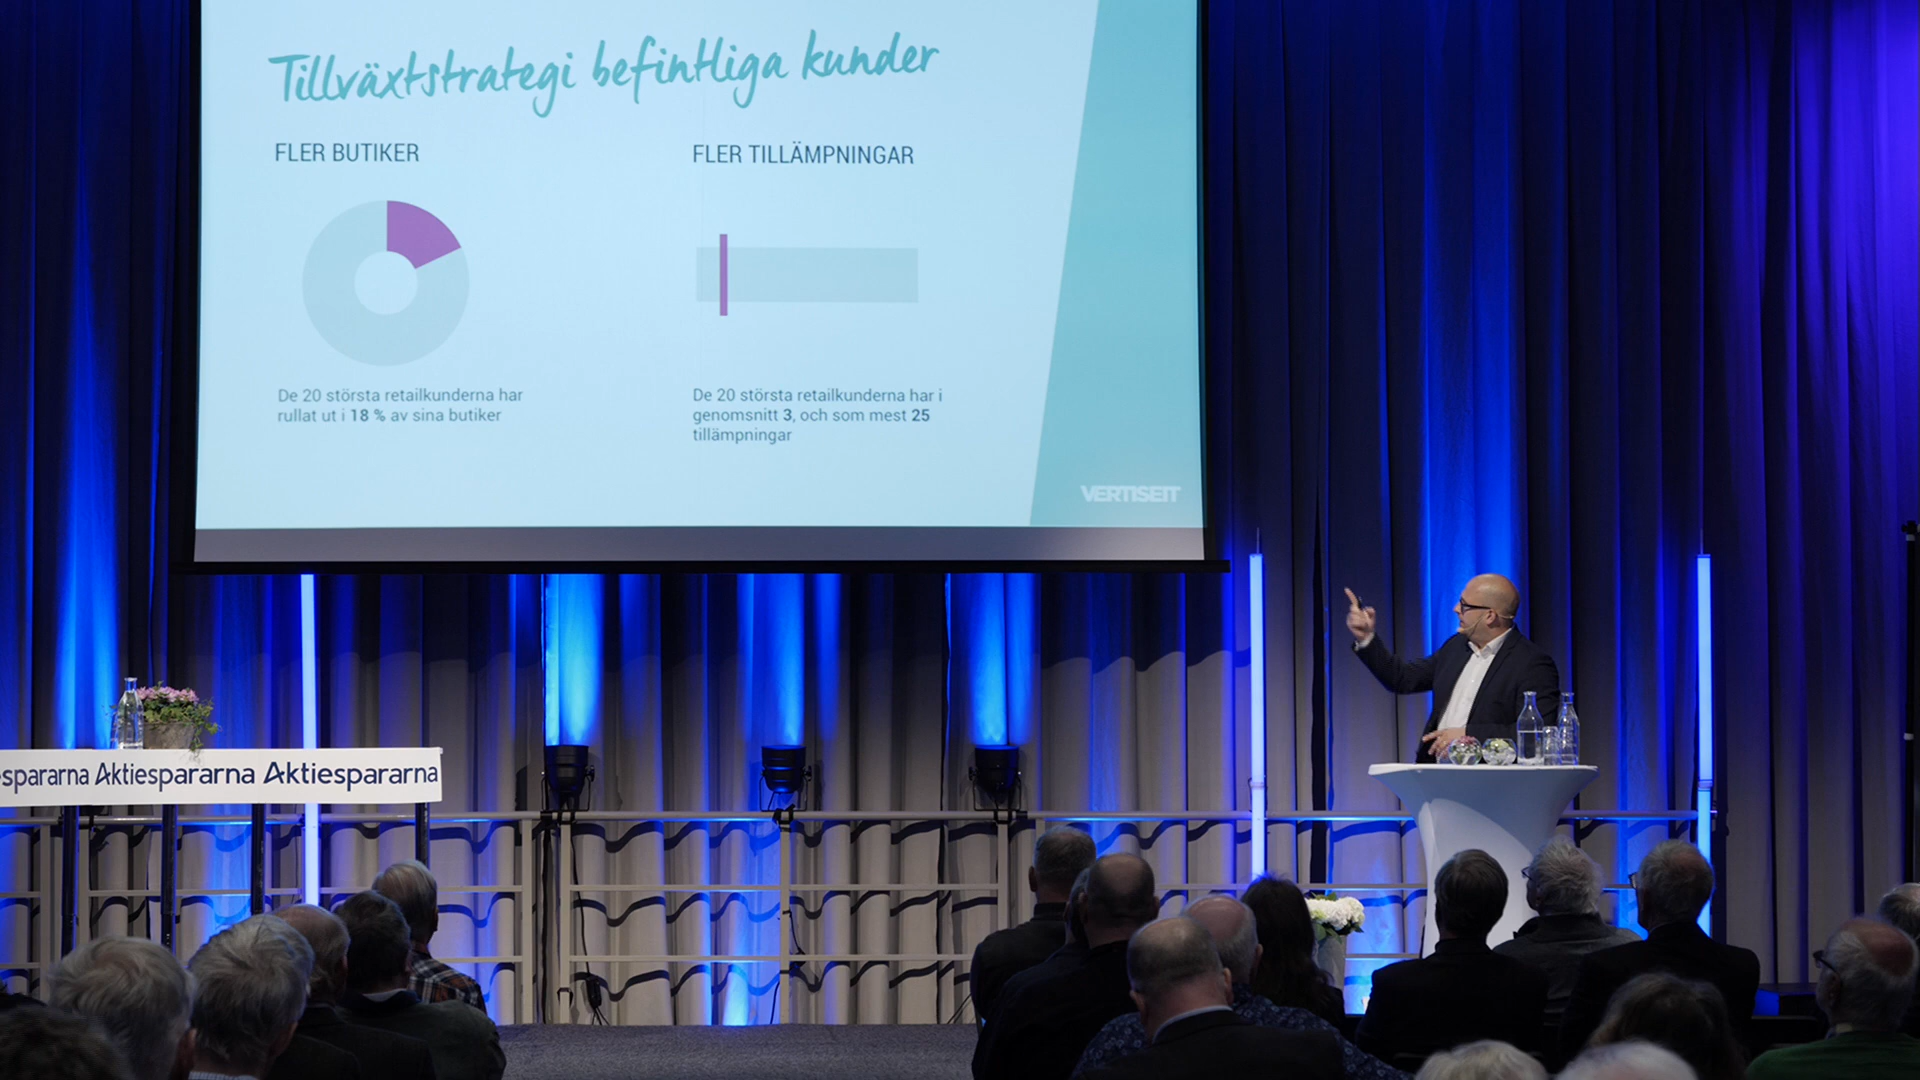 Tillväxtstrategi befintliga kunder
FLER BUTIKER
De 20 största retailkunderna har
rullat ut i 18 % av sina butiker
FLER TILLÄMPNINGAR
De 20 största retailkunderna har i
genomsnitt 3, och som mest 25
tillämpningar
VERTISEIT
spararna Aktiespararna Aktiespararna